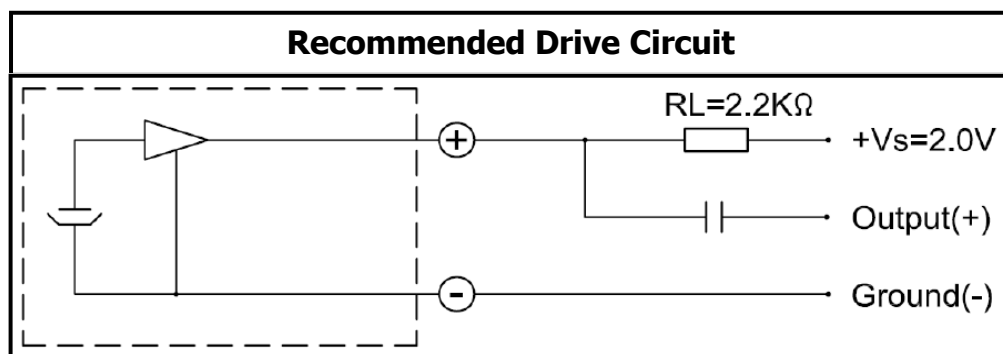 Recommended Drive Circuit
RL=2.2KΩ
+
+Vs=2.0V
Output(+)
-
Ground(-)